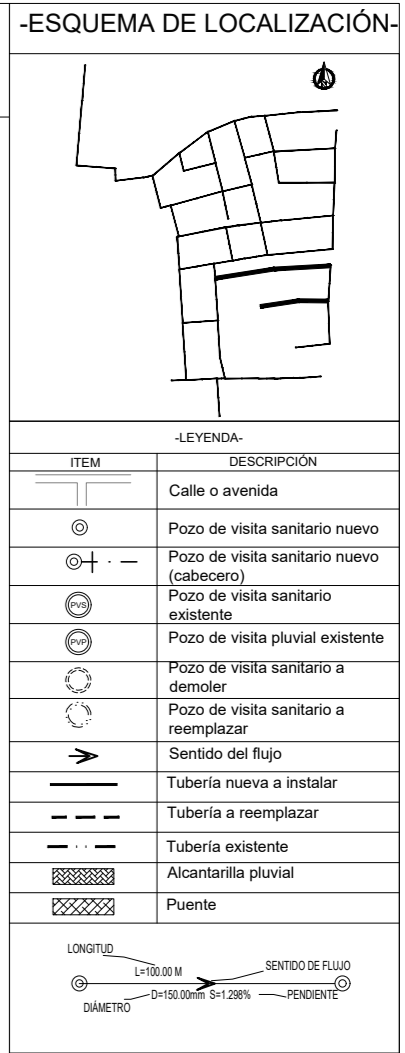 -ESQUEMA DE LOCALIZACIÓN-
-LEYENDA-
ITEM
DESCRIPCIÓN
Calle o avenida
Pozo de visita sanitario nuevo
Pozo de visita sanitario nuevo
(cabecero)
PVS
Pozo de visita sanitario
existente
PVP
Pozo de visita pluvial existente
Pozo de visita sanitario a
demoler
Pozo de visita sanitario a
reemplazar
Sentido del flujo
Tubería nueva a instalar
Tubería a reemplazar
Tubería existente
Alcantarilla pluvial
Puente
LONGITUD
L=100.00 M
SENTIDO DE FLUJO
DIÁMETRO
D=150.00mm S=1.298%
PENDIENTE